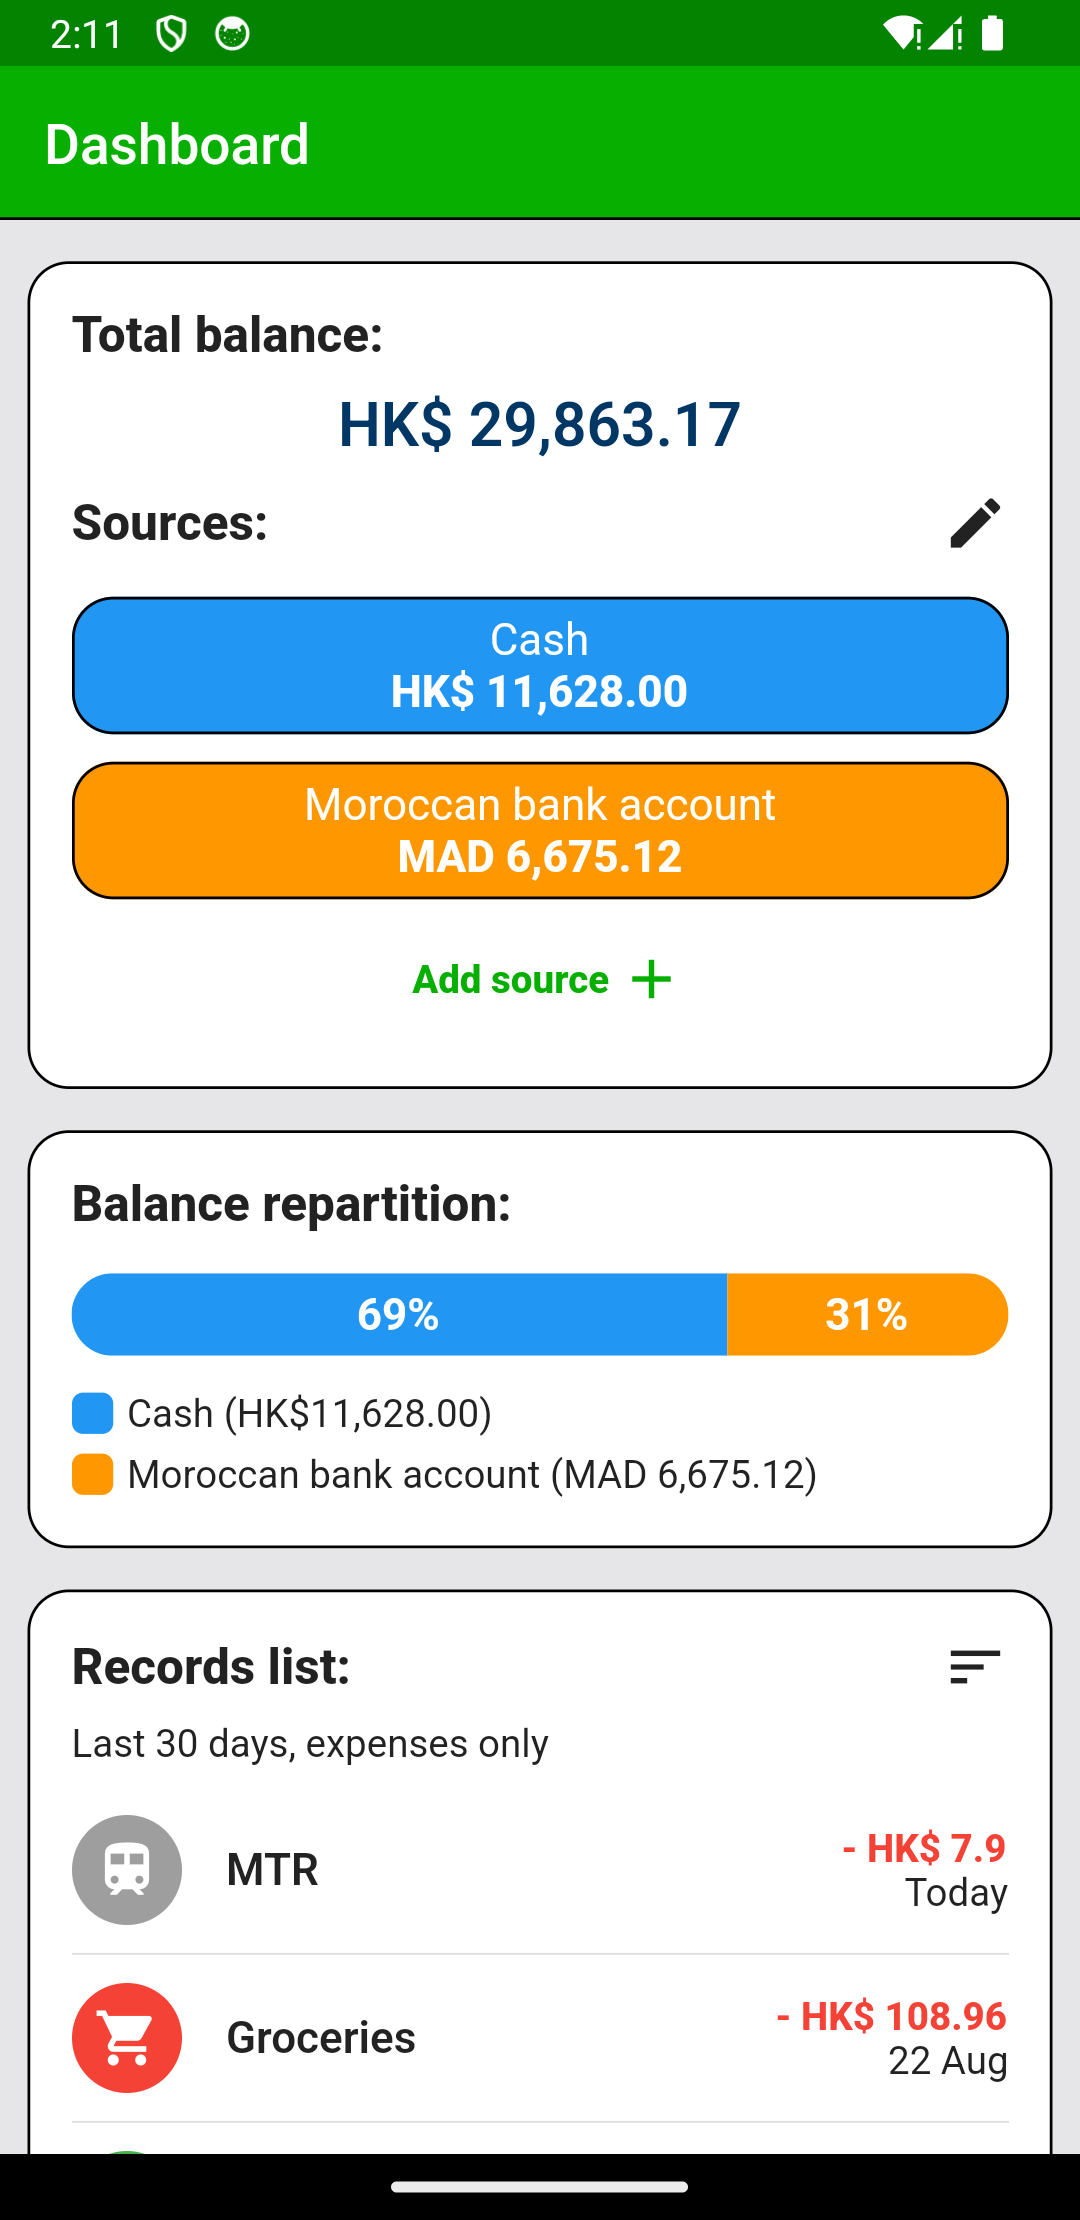 2:11
Dashboard
Total balance:
HK$ 29,863.17
Sources:
Cash
HK$ 11,628.00
Moroccan bank account
MAD 6,675.12
Add source
Balance repartition:
69%
31%
Cash (HK$11,628.00)
Moroccan bank account (MAD 6,675.12)
Records list:
Last 30 days, expenses only
MTR
- HK$ 7.9
Today
Groceries
- HK$ 108.96
22 Aug